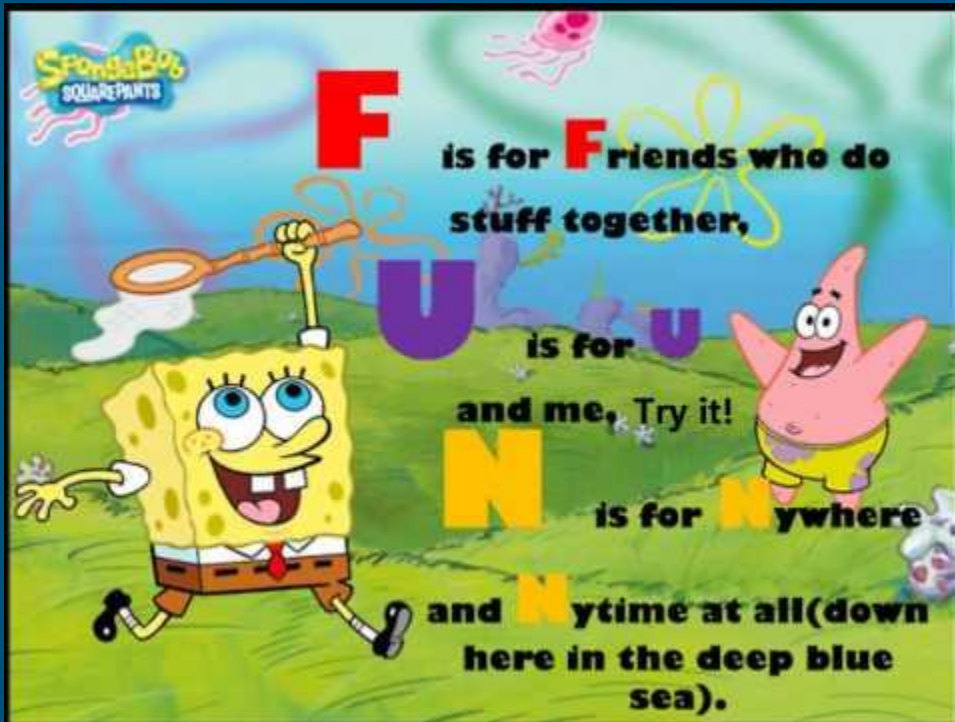 SPONGEBOB
SQUAREPANTS
F is for Friends who do
stuff together,
U is for U
and me, Try it!
N is for Nywhere
and Nytime at all(down
here in the deep blue
sea).